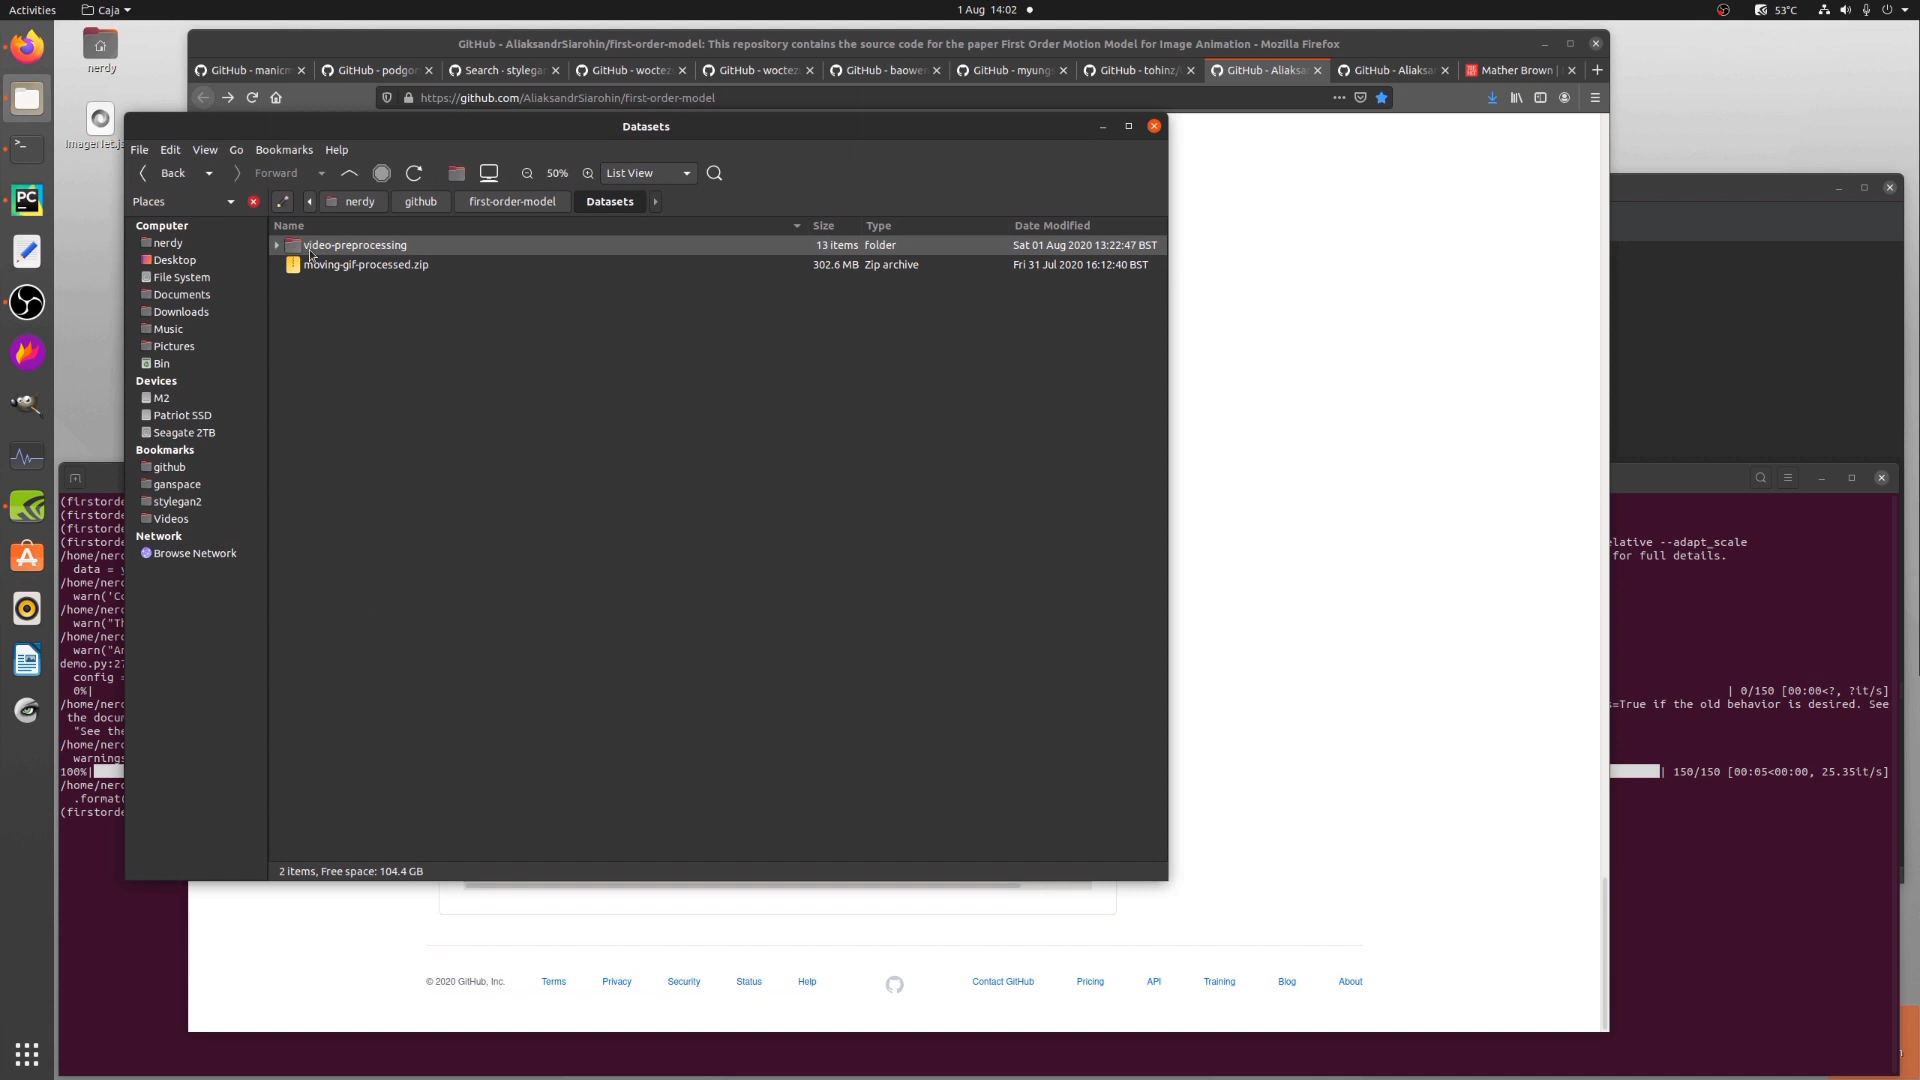 Activities
Caja
1 Aug 14:02
53°C
nerdy
GitHub - AliaksandrSiarohin/first-order-model: This repository contains the source code for the paper First Order Motion Model for Image Animation - Mozilla Firefox
GitHub - manicm
GitHub - podgor
Search · stylegan
GitHub - woctez
GitHub - woctezu
GitHub - baower
GitHub - myungs
GitHub - tohinz/
GitHub - Aliaksa
GitHub - Aliaksan
Mather Brown |
https://github.com/AliaksandrSiarohin/first-order-model
ImageNet.js
Datasets
File Edit View Go Bookmarks Help
Back Forward 50% List View
Places
nerdy github first-order-model Datasets
Name Size Type Date Modified
video-preprocessing 13 items folder Sat 01 Aug 2020 13:22:47 BST
moving-gif-processed.zip 302.6 MB Zip archive Fri 31 Jul 2020 16:12:40 BST
Computer
nerdy
Desktop
File System
Documents
Downloads
Music
Pictures
Bin
Devices
M2
Patriot SSD
Seagate 2TB
Bookmarks
github
ganspace
stylegan2
Videos
Network
Browse Network
2 items, Free space: 104.4 GB
(firstorde
(firstorde
(firstorde
(firstorde
elative --adapt_scale
/home/nerd
for full details.
data = y
/home/nerd
warn('Co
/home/nerd
warn("Th
/home/nerd
warn("An
demo.py:27
config =
0%|
| 0/150 [00:00<?, ?it/s]
/home/nerd
s=True if the old behavior is desired. See
the docum
"See the
/home/nerd
warnings
100%|
| 150/150 [00:05<00:00, 25.35it/s]
/home/nerd
.format(
(firstorde
© 2020 GitHub, Inc. Terms Privacy Security Status Help Contact GitHub Pricing API Training Blog About